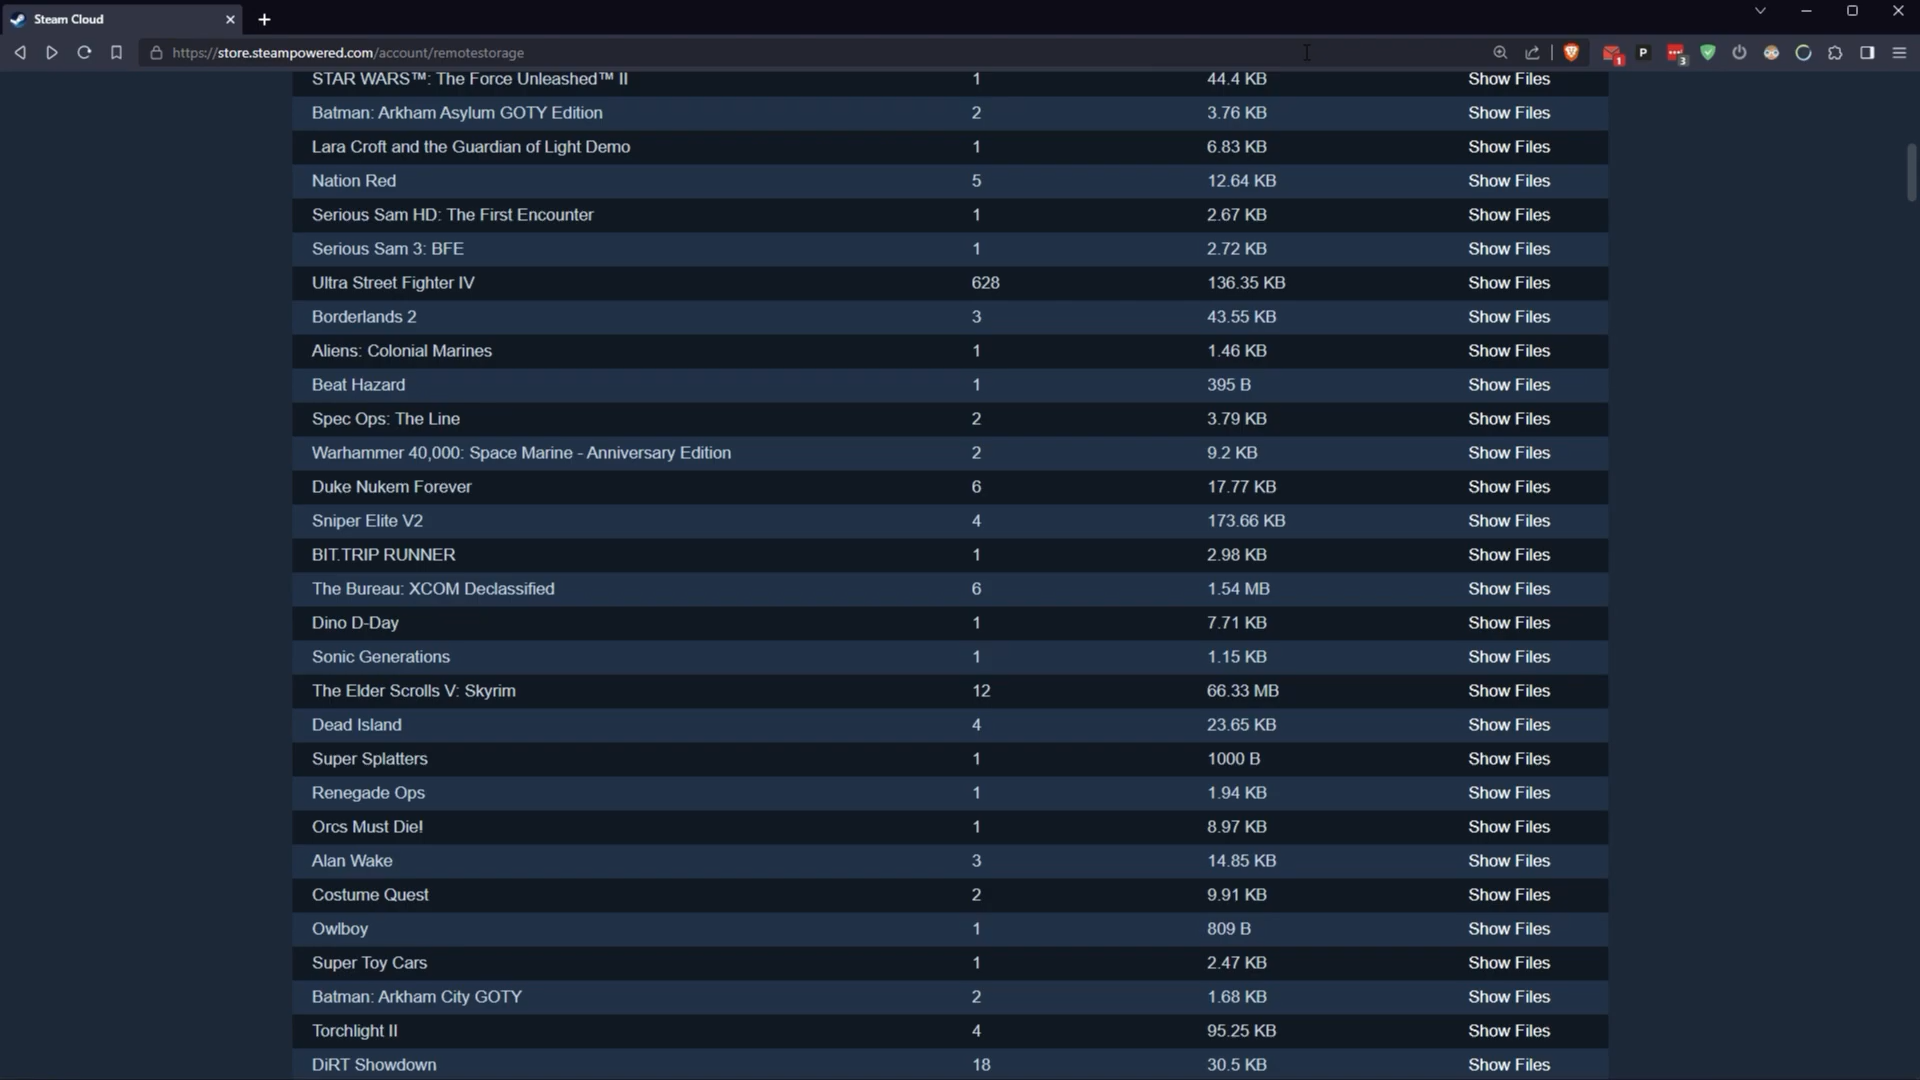 Steam Cloud
https://store.steampowered.com/account/remotestorage
1
P
3
STAR WARS™: The Force Unleashed™ II 1 44.4 KB Show Files
Batman: Arkham Asylum GOTY Edition 2 3.76 KB Show Files
Lara Croft and the Guardian of Light Demo 1 6.83 KB Show Files
Nation Red 5 12.64 KB Show Files
Serious Sam HD: The First Encounter 1 2.67 KB Show Files
Serious Sam 3: BFE 1 2.72 KB Show Files
Ultra Street Fighter IV 628 136.35 KB Show Files
Borderlands 2 3 43.55 KB Show Files
Aliens: Colonial Marines 1 1.46 KB Show Files
Beat Hazard 1 395 B Show Files
Spec Ops: The Line 2 3.79 KB Show Files
Warhammer 40,000: Space Marine - Anniversary Edition 2 9.2 KB Show Files
Duke Nukem Forever 6 17.77 KB Show Files
Sniper Elite V2 4 173.66 KB Show Files
BIT.TRIP RUNNER 1 2.98 KB Show Files
The Bureau: XCOM Declassified 6 1.54 MB Show Files
Dino D-Day 1 7.71 KB Show Files
Sonic Generations 1 1.15 KB Show Files
The Elder Scrolls V: Skyrim 12 66.33 MB Show Files
Dead Island 4 23.65 KB Show Files
Super Splatters 1 1000 B Show Files
Renegade Ops 1 1.94 KB Show Files
Orcs Must Die! 1 8.97 KB Show Files
Alan Wake 3 14.85 KB Show Files
Costume Quest 2 9.91 KB Show Files
Owlboy 1 809 B Show Files
Super Toy Cars 1 2.47 KB Show Files
Batman: Arkham City GOTY 2 1.68 KB Show Files
Torchlight II 4 95.25 KB Show Files
DiRT Showdown 18 30.5 KB Show Files